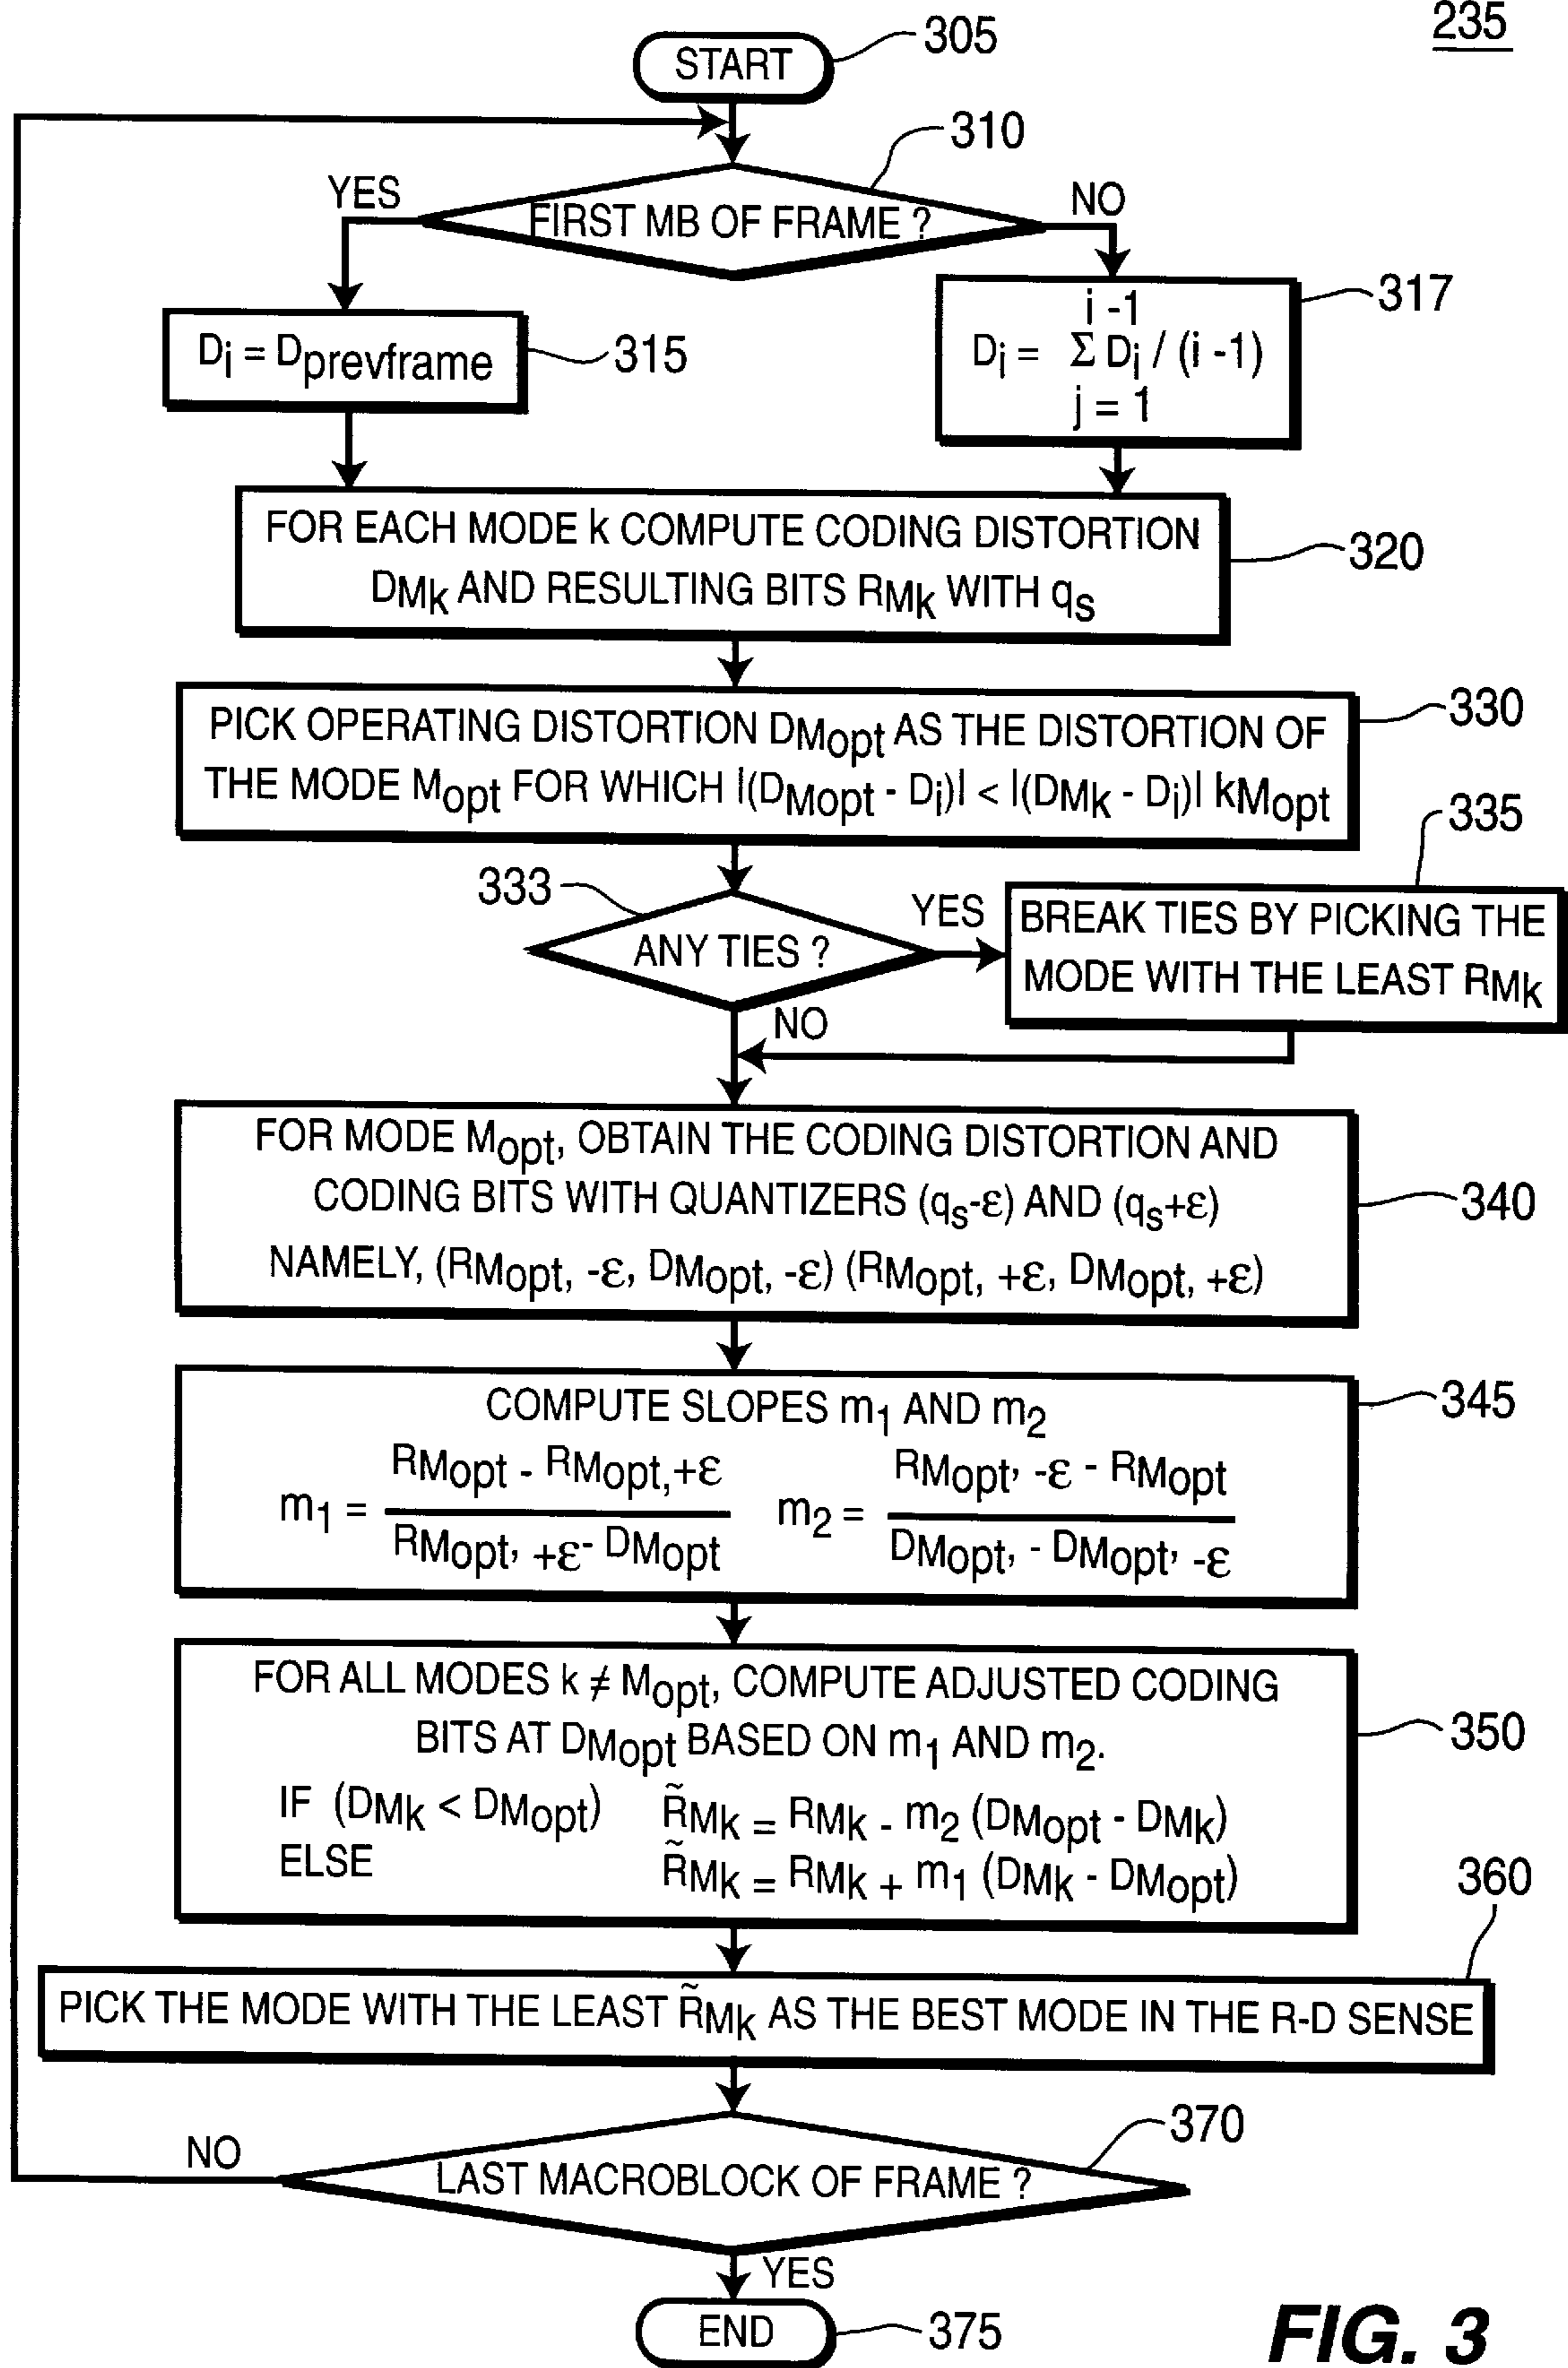 235
START
305
310
FIRST MB OF FRAME ?
YES
NO
Di = Dprevframe
315
i -1
Di = Σ Di / (i -1)
j = 1
317
FOR EACH MODE k COMPUTE CODING DISTORTION
DMk AND RESULTING BITS RMk WITH qs
320
PICK OPERATING DISTORTION DMopt AS THE DISTORTION OF
THE MODE Mopt FOR WHICH |(DMopt - Di)| < |(DMk - Di)| kMopt
330
333
ANY TIES ?
YES
335
BREAK TIES BY PICKING THE
MODE WITH THE LEAST RMk
NO
FOR MODE Mopt, OBTAIN THE CODING DISTORTION AND
CODING BITS WITH QUANTIZERS (qs-ε) AND (qs+ε)
NAMELY, (RMopt, -ε, DMopt, -ε) (RMopt, +ε, DMopt, +ε)
340
COMPUTE SLOPES m1 AND m2
m1 = RMopt - RMopt,+ε / RMopt, +ε- DMopt
m2 = RMopt, -ε - RMopt / DMopt, - DMopt, -ε
345
FOR ALL MODES k ≠ Mopt, COMPUTE ADJUSTED CODING
BITS AT DMopt BASED ON m1 AND m2.
IF (DMk < DMopt) R̃Mk = RMk - m2 (DMopt - DMk)
ELSE R̃Mk = RMk + m1 (DMk - DMopt)
350
360
PICK THE MODE WITH THE LEAST R̃Mk AS THE BEST MODE IN THE R-D SENSE
370
LAST MACROBLOCK OF FRAME ?
NO
YES
END
375
FIG. 3